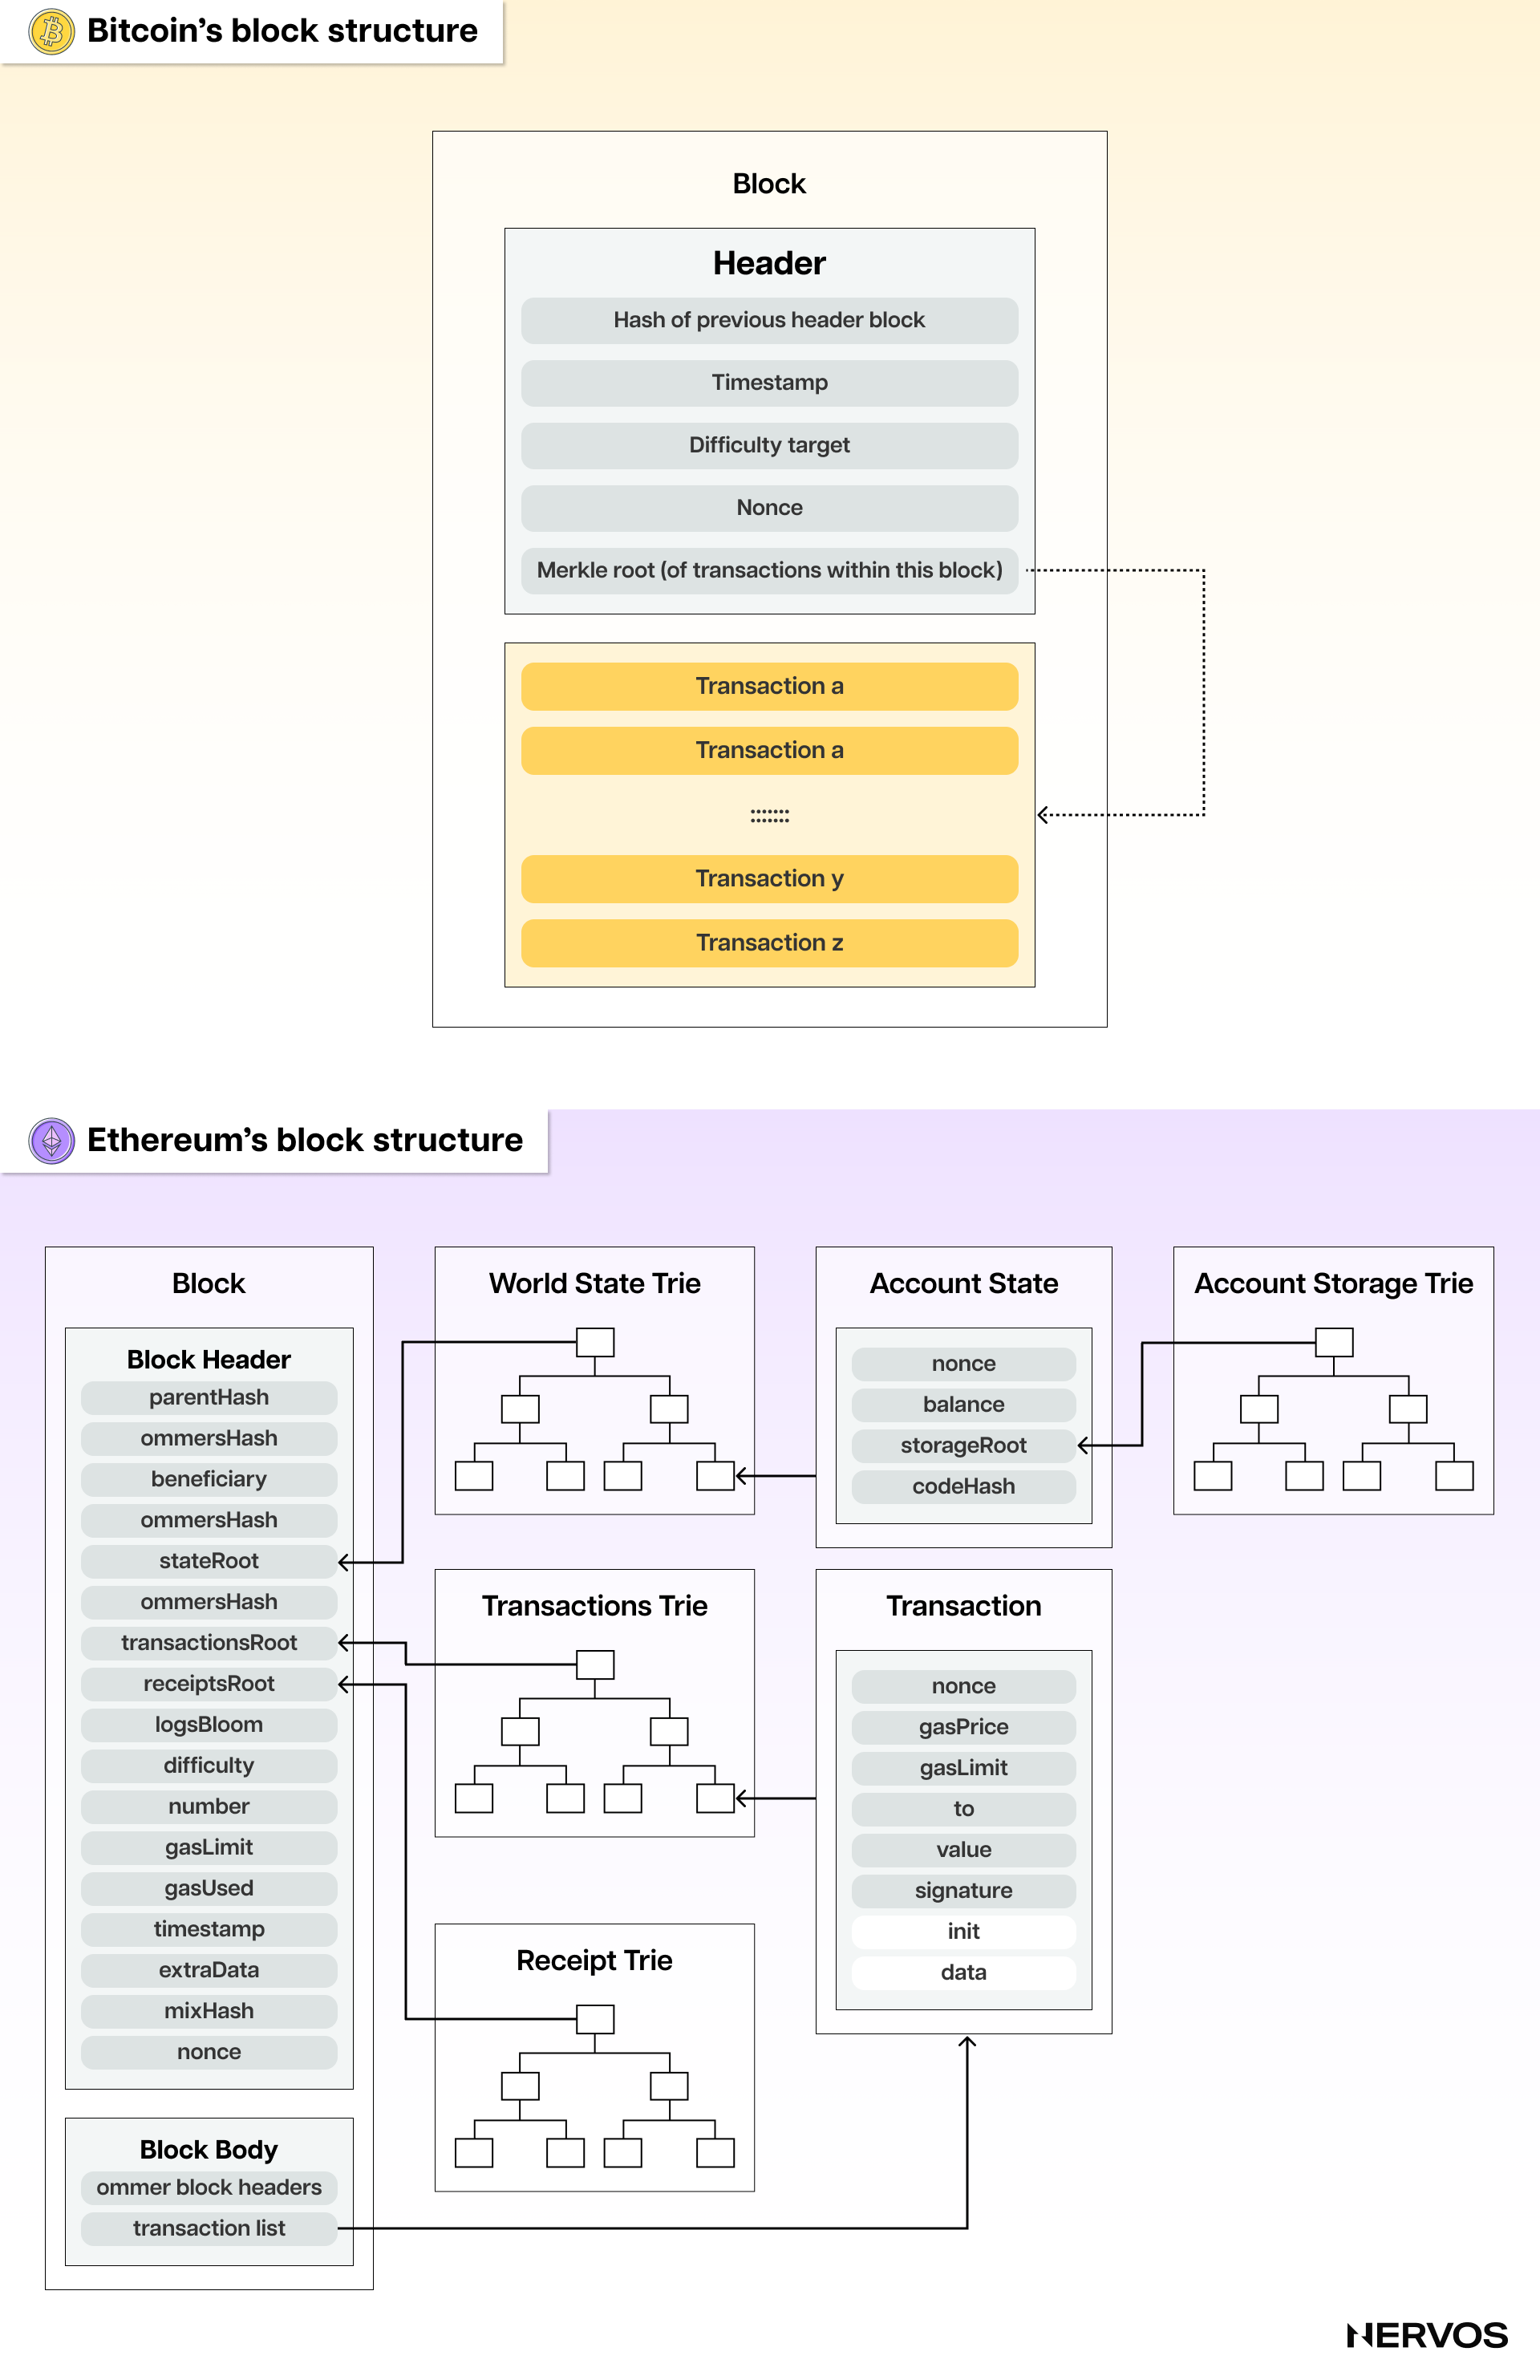 Bitcoin’s block structure
Block
Header
Hash of previous header block
Timestamp
Difficulty target
Nonce
Merkle root (of transactions within this block)
Transaction a
Transaction a
Transaction y
Transaction z
Ethereum’s block structure
Block
Block Header
parentHash
ommersHash
beneficiary
ommersHash
stateRoot
ommersHash
transactionsRoot
receiptsRoot
logsBloom
difficulty
number
gasLimit
gasUsed
timestamp
extraData
mixHash
nonce
Block Body
ommer block headers
transaction list
World State Trie
Account State
nonce
balance
storageRoot
codeHash
Account Storage Trie
Transactions Trie
Transaction
nonce
gasPrice
gasLimit
to
value
signature
init
data
Receipt Trie
NERVOS